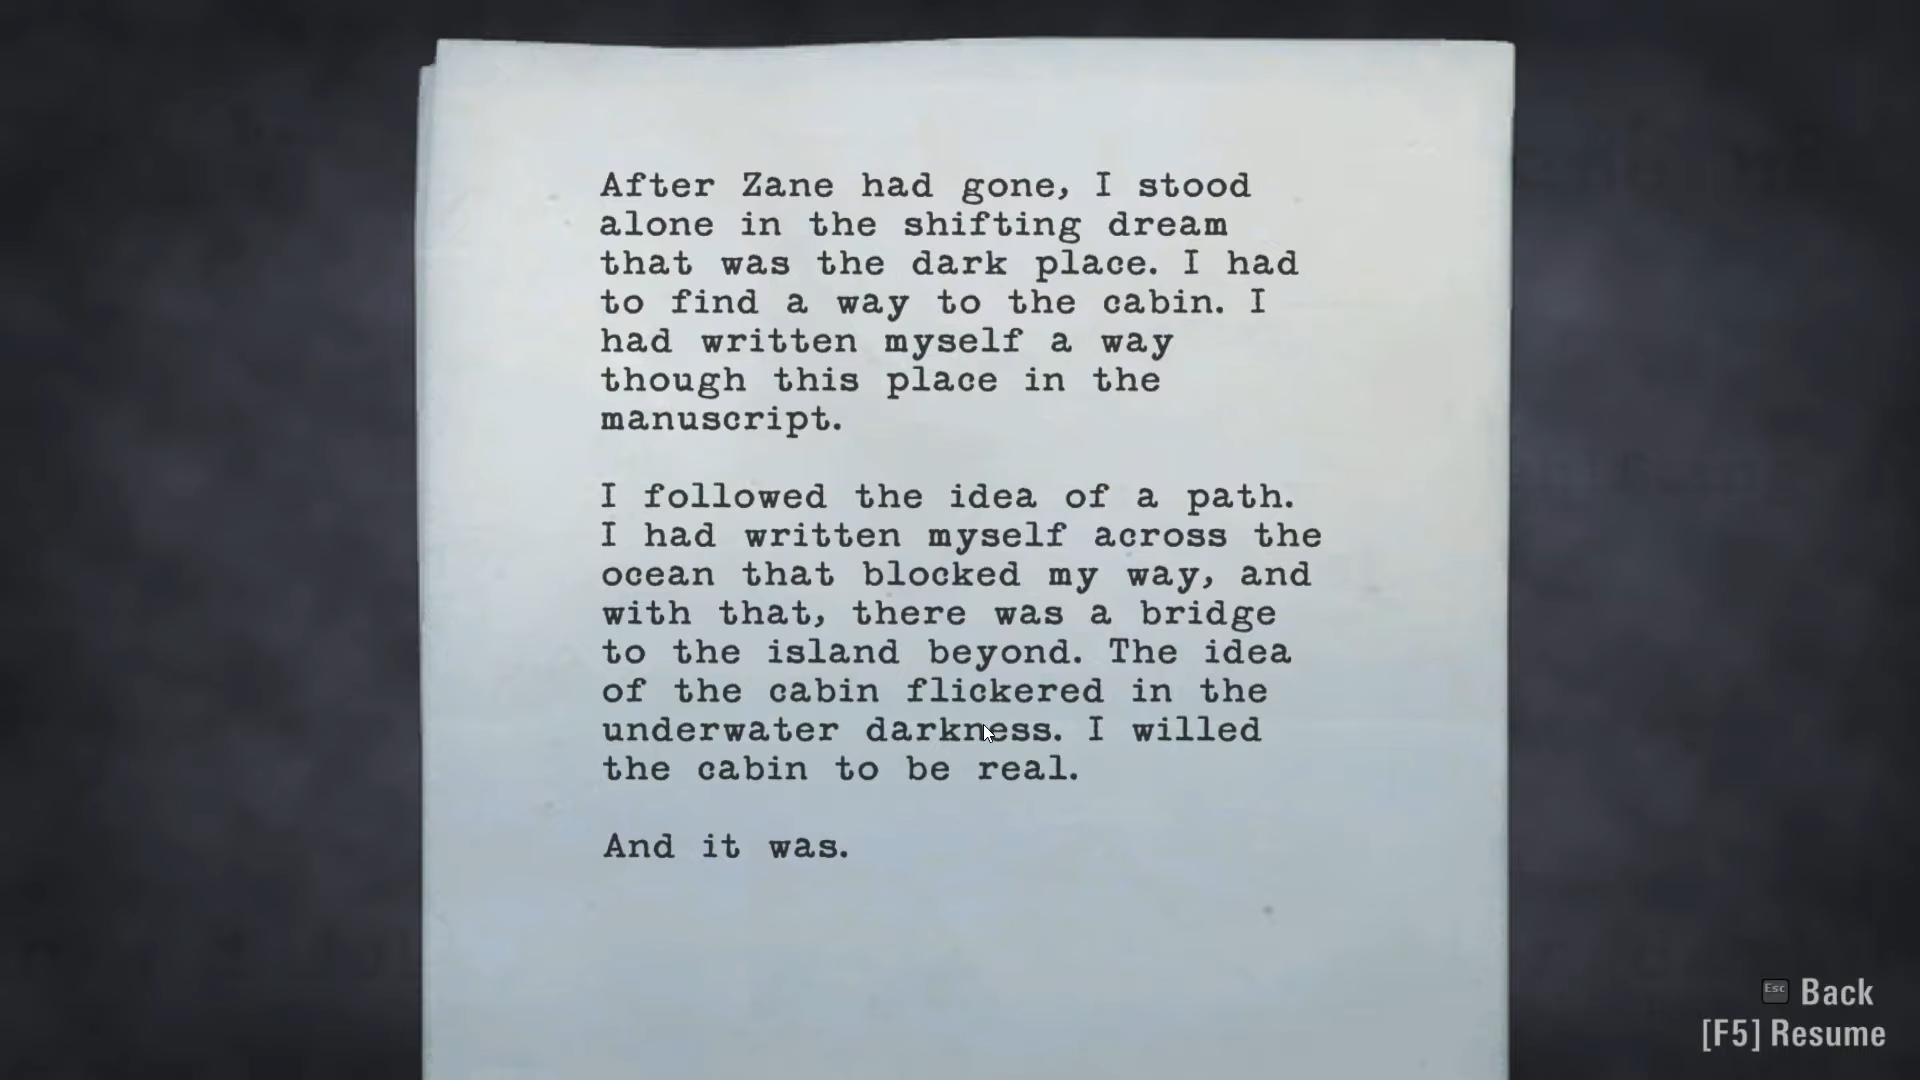 After Zane had gone, I stood
alone in the shifting dream
that was the dark place. I had
to find a way to the cabin. I
had written myself a way
though this place in the
manuscript.
I followed the idea of a path.
I had written myself across the
ocean that blocked my way, and
with that, there was a bridge
to the island beyond. The idea
of the cabin flickered in the
underwater darkness. I willed
the cabin to be real.
And it was.
Esc Back
[F5] Resume